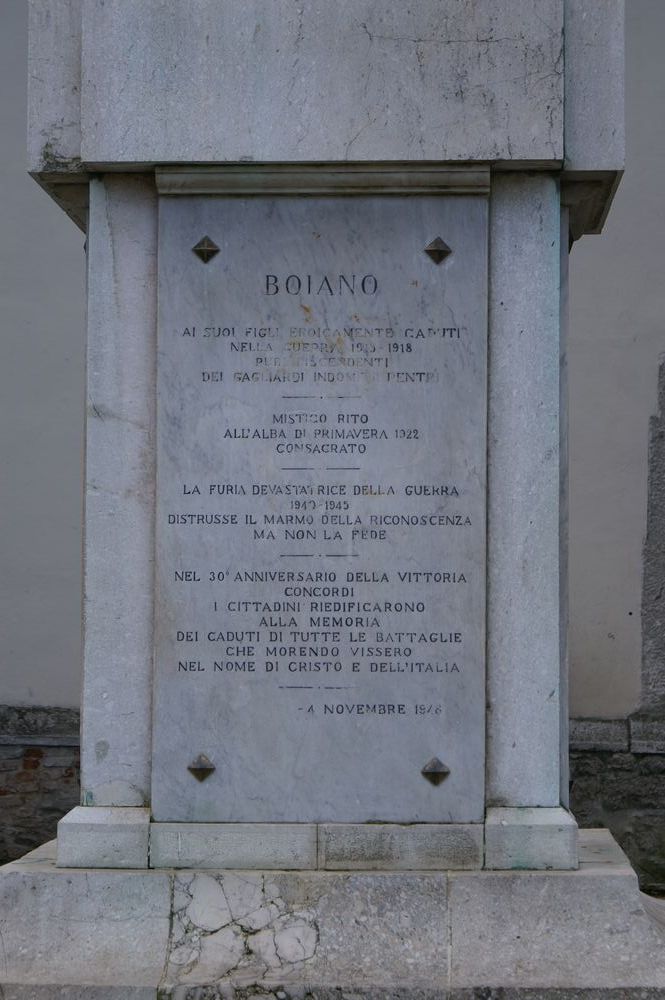 BOIANO
AI SUOI FIGLI EROICAMENTE CADUTI
NELLA GUERRA 1915-1918
PURI DISCENDENTI
DEI GAGLIARDI INDOMITI PENTRI
MISTICO RITO
ALL'ALBA DI PRIMAVERA 1922
CONSACRATO
LA FURIA DEVASTATRICE DELLA GUERRA
1940-1945
DISTRUSSE IL MARMO DELLA RICONOSCENZA
MA NON LA FEDE
NEL 30° ANNIVERSARIO DELLA VITTORIA
CONCORDI
I CITTADINI RIEDIFICARONO
ALLA MEMORIA
DEI CADUTI DI TUTTE LE BATTAGLIE
CHE MORENDO VISSERO
NEL NOME DI CRISTO E DELL'ITALIA
-4 NOVEMBRE 1948